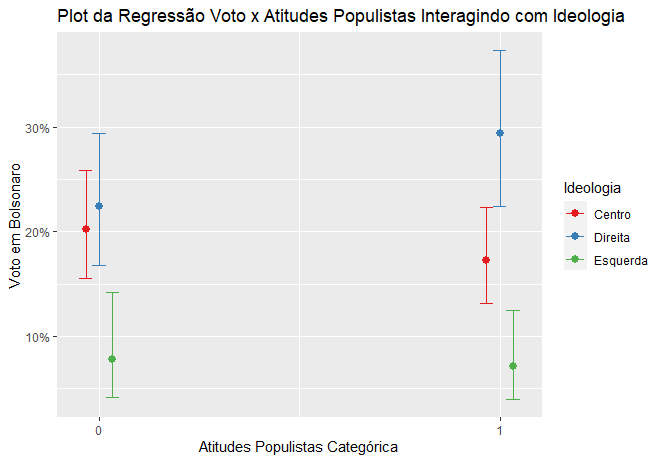 Plot da Regressão Voto x Atitudes Populistas Interagindo com Ideologia
Voto em Bolsonaro
30%
20%
10%
0
1
Atitudes Populistas Categórica
Ideologia
Centro
Direita
Esquerda